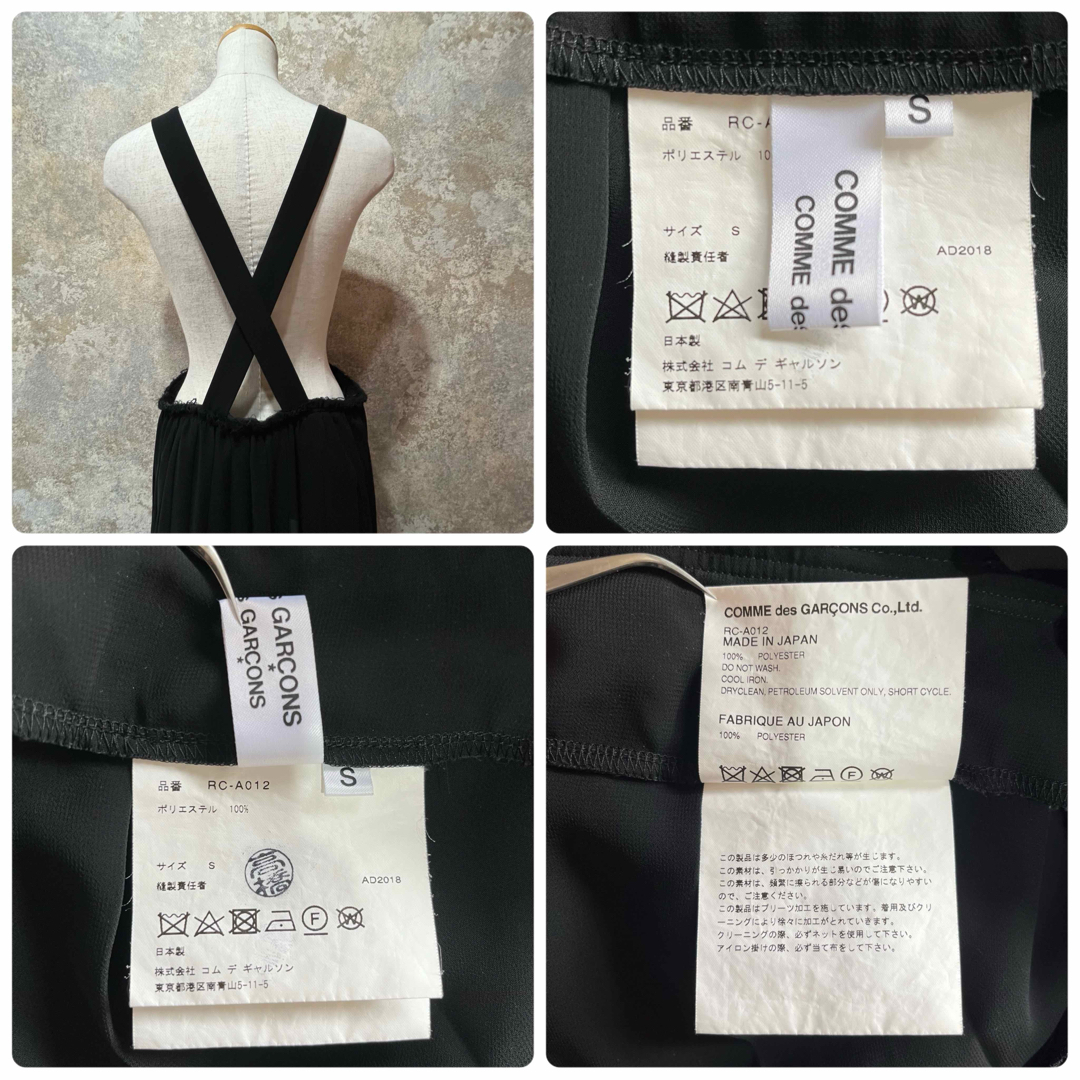 品番 RC-A
ポリエステル 10
S
COMME des
COMME des
サイズ S
縫製責任者
AD2018
日本製
株式会社 コム デ ギャルソン
東京都港区南青山5-11-5
S GARÇONS
S GARÇONS
*
*
S
品番 RC-A012
ポリエステル 100%
サイズ S
縫製責任者
AD2018
F
W
日本製
株式会社 コム デ ギャルソン
東京都港区南青山5-11-5
COMME des GARÇONS Co.,Ltd.
RC-A012
MADE IN JAPAN
100% POLYESTER
DO NOT WASH.
COOL IRON.
DRYCLEAN, PETROLEUM SOLVENT ONLY, SHORT CYCLE.
FABRIQUE AU JAPON
100% POLYESTER
F
W
この製品は多少のほつれや糸だれ等が生じます。
この素材は、引っかかりが生じ易いのでご注意下さい。
この素材は、頻繁に擦られる部分などが傷になりやすい
ので、ご注意ください。
この製品はプリーツ加工を施しています。着用及びクリ
ーニングにより徐々に加工がとれていきます。
クリーニングの際、必ずネットを使用して下さい。
アイロン掛けの際、必ず当て布をして下さい。